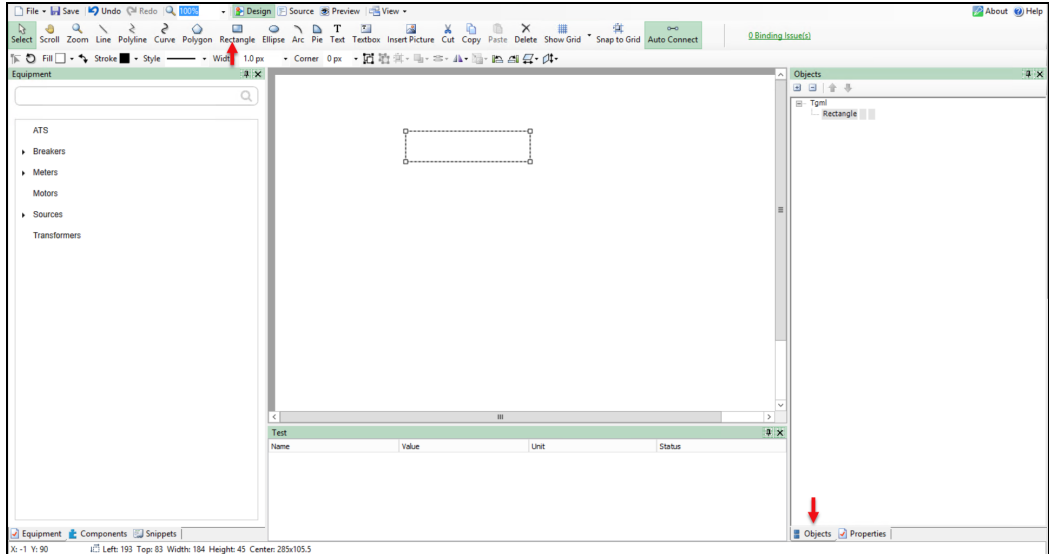 File Save Undo Redo 100% Design Source Preview View About Help
Select Scroll Zoom Line Polyline Curve Polygon Rectangle Ellipse Arc Pie Text Textbox Insert Picture Cut Copy Paste Delete Show Grid Snap to Grid Auto Connect 0 Binding Issue(s)
Fill Stroke Style Width 1.0 px Corner 0 px
Equipment
Objects
Tgml
Rectangle
ATS
Breakers
Meters
Motors
Sources
Transformers
Test
Name Value Unit Status
Equipment Components Snippets
Objects Properties
X: -1 Y: 90 Left: 193 Top: 83 Width: 184 Height: 45 Center: 285x105.5